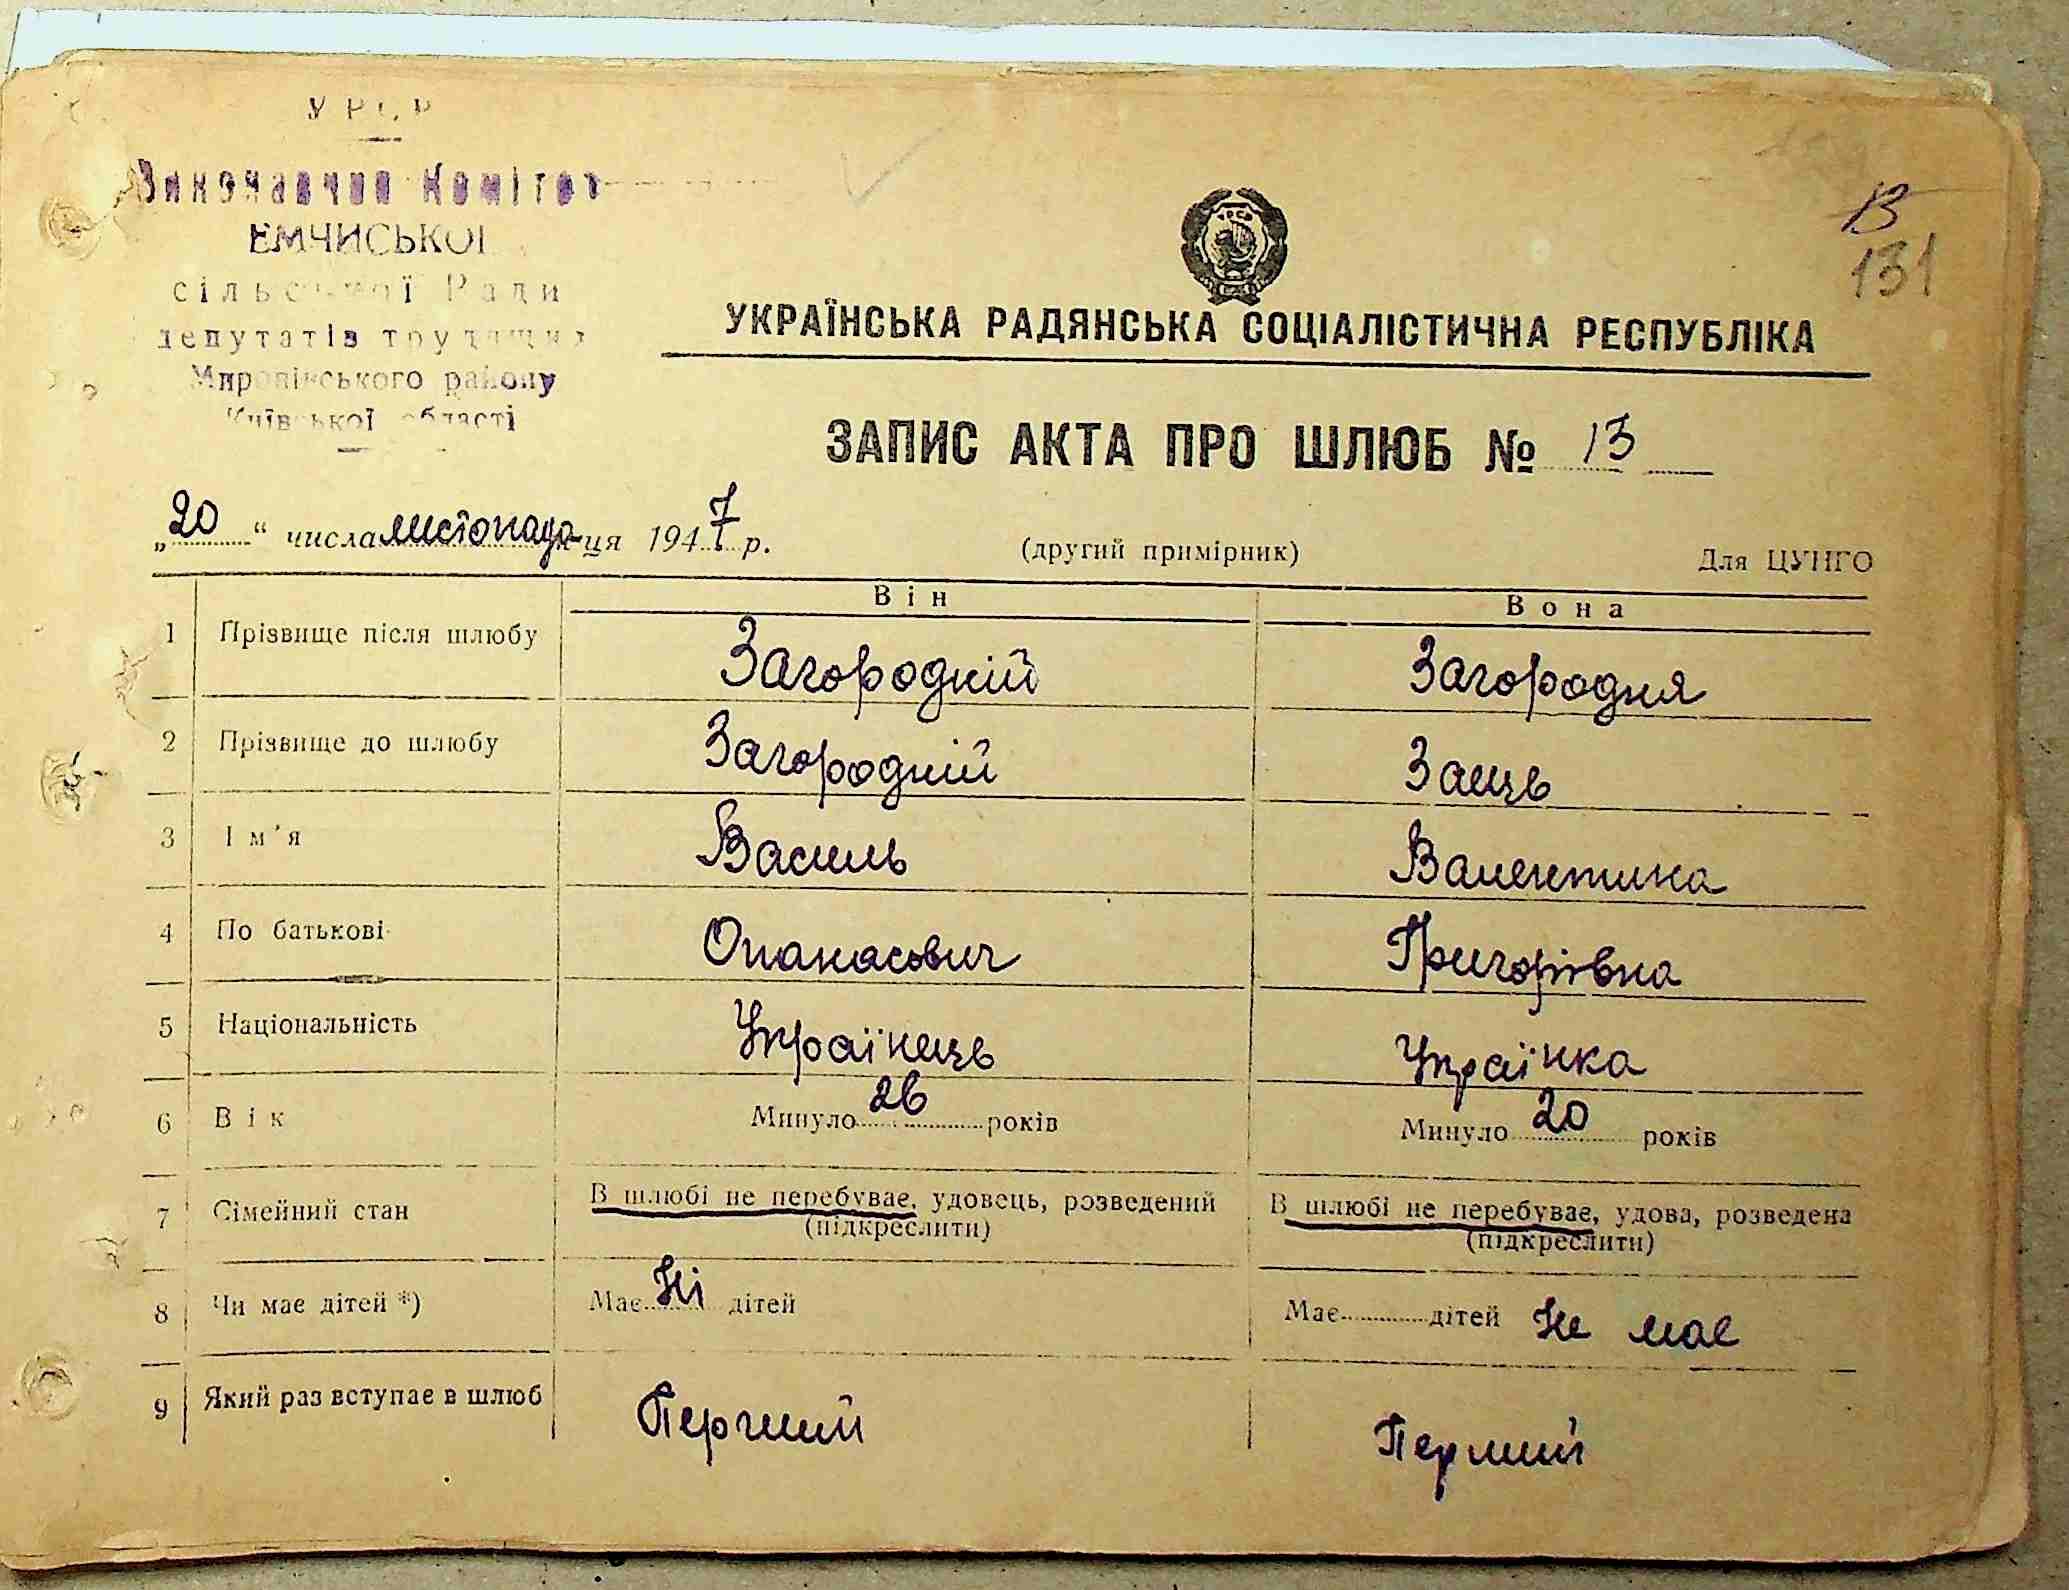 УРСР
Виконавчий Комітет
ЕМЧИСЬКОЇ
сільської Ради
депутатів трудящих
Миронівського району
Київської області
В
131
УКРАЇНСЬКА РАДЯНСЬКА СОЦІАЛІСТИЧНА РЕСПУБЛІКА
ЗАПИС АКТА ПРО ШЛЮБ № 13
„20“ числа листопада ця 1947 р. (другий примірник) Для ЦУНГО
Він Вона
1 Прізвище після шлюбу Загородній Загородня
2 Прізвище до шлюбу Загородній Заєць
3 Ім'я Василь Валентина
4 По батькові Опанасович Григорівна
5 Національність Українець Українка
6 Вік Минуло 26 років Минуло 20 років
7 Сімейний стан В шлюбі не перебуває, удовець, розведений В шлюбі не перебуває, удова, розведена
(підкреслити) (підкреслити)
8 Чи має дітей *) Має Ні дітей Має дітей Не має
9 Який раз вступає в шлюб Перший Перший